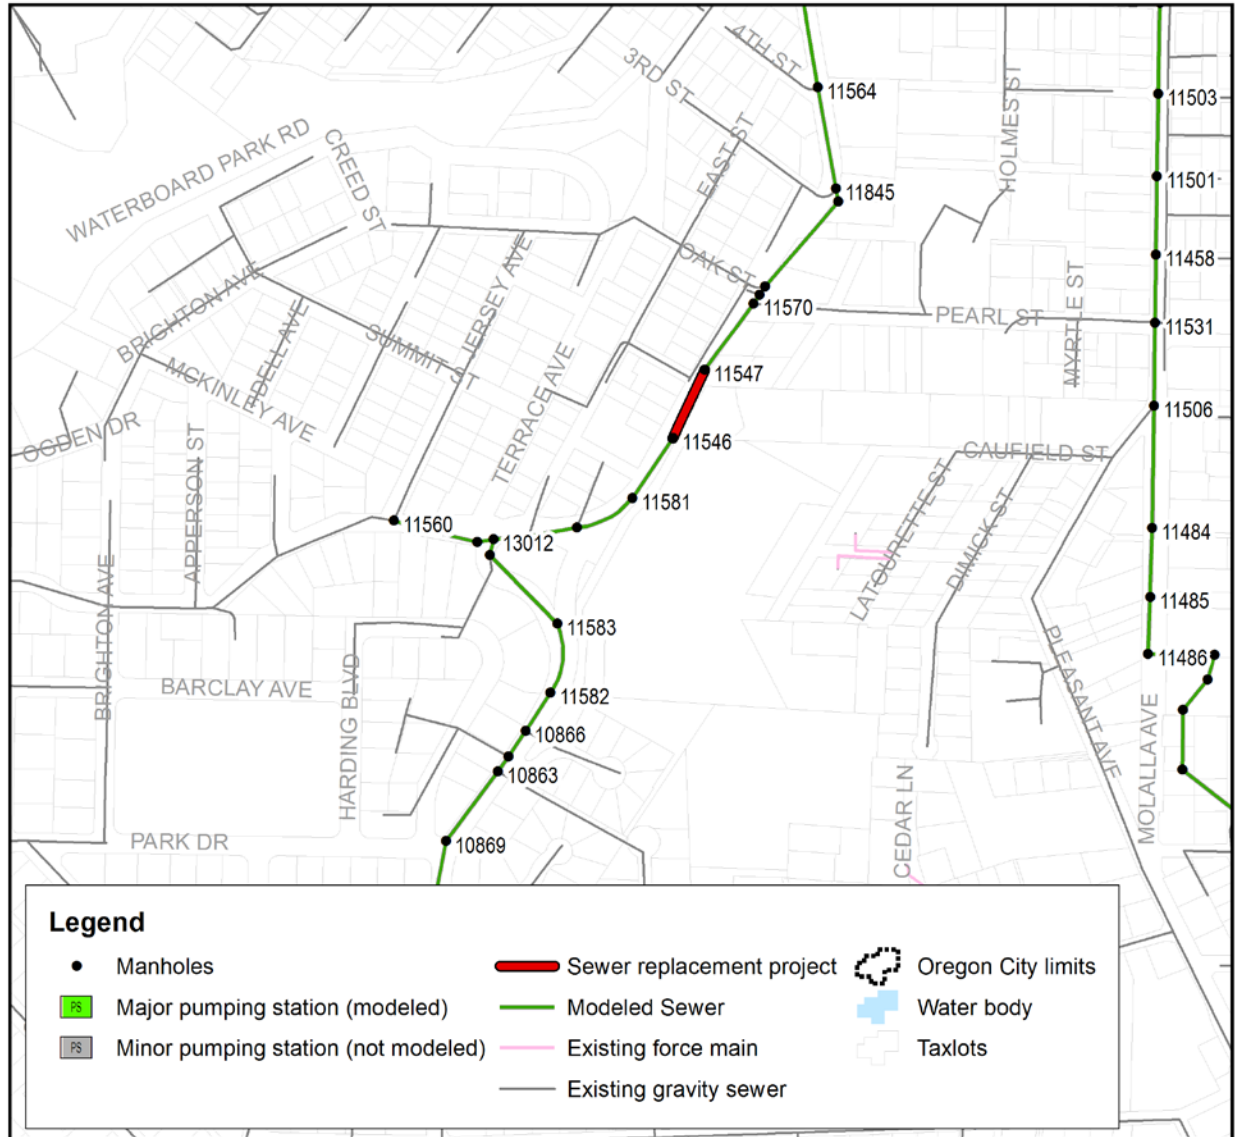 4TH ST
3RD ST
11564
HOLMES ST
11503
WATERBOARD PARK RD
CREED ST
EAST ST
11845
11501
OAK ST
11458
BRIGHTON AVE
JERSEY AVE
11570
PEARL ST
MYRTLE ST
11531
EDELL AVE
SUMMIT ST
MCKINLEY AVE
TERRACE AVE
11547
11506
OGDEN DR
11546
CAUFIELD ST
APPERSON ST
11581
LATOURETTE ST
DIMICK ST
11560
13012
11484
BRIGHTON AVE
11485
11583
PLEASANT AVE
11486
BARCLAY AVE
HARDING BLVD
11582
10866
MOLALLA AVE
10863
CEDAR LN
PARK DR
10869
Legend
Manholes
Major pumping station (modeled)
Minor pumping station (not modeled)
Sewer replacement project
Modeled Sewer
Existing force main
Existing gravity sewer
Oregon City limits
Water body
Taxlots
PS
PS